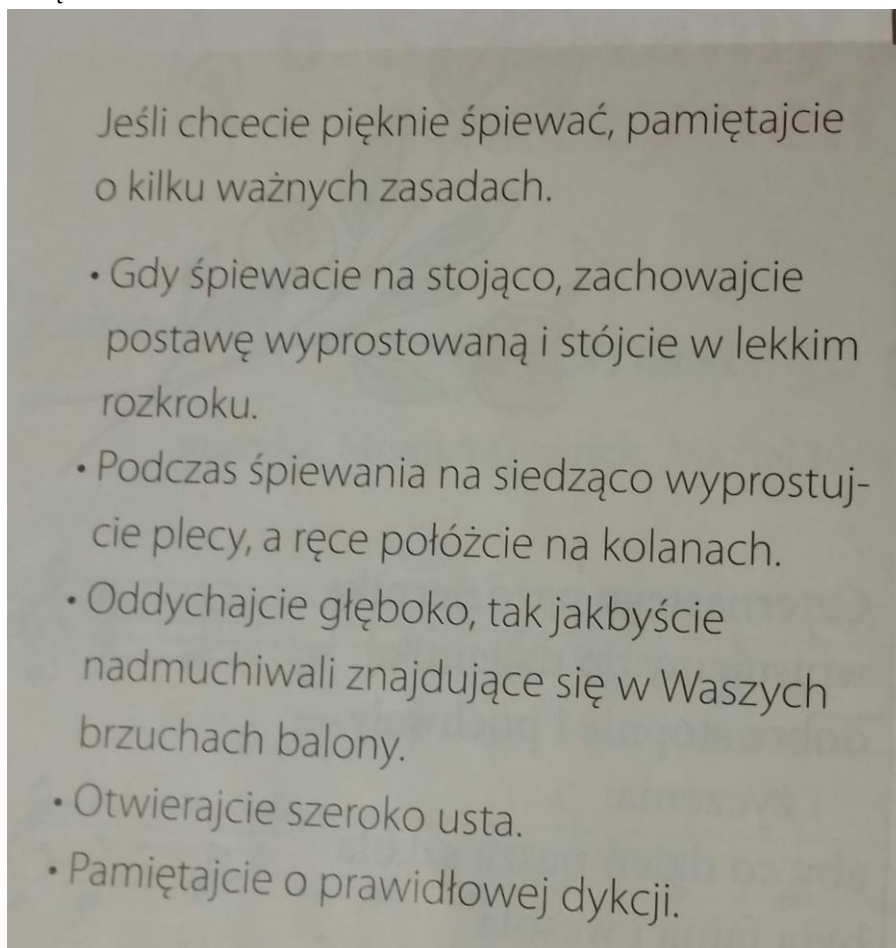 Jeśli chcecie pięknie śpiewać, pamiętajcie
o kilku ważnych zasadach.
• Gdy śpiewacie na stojąco, zachowajcie
postawę wyprostowaną i stójcie w lekkim
rozkroku.
• Podczas śpiewania na siedząco wyprostuj-
cie plecy, a ręce połóżcie na kolanach.
• Oddychajcie głęboko, tak jakbyście
nadmuchiwali znajdujące się w Waszych
brzuchach balony.
• Otwierajcie szeroko usta.
• Pamiętajcie o prawidłowej dykcji.